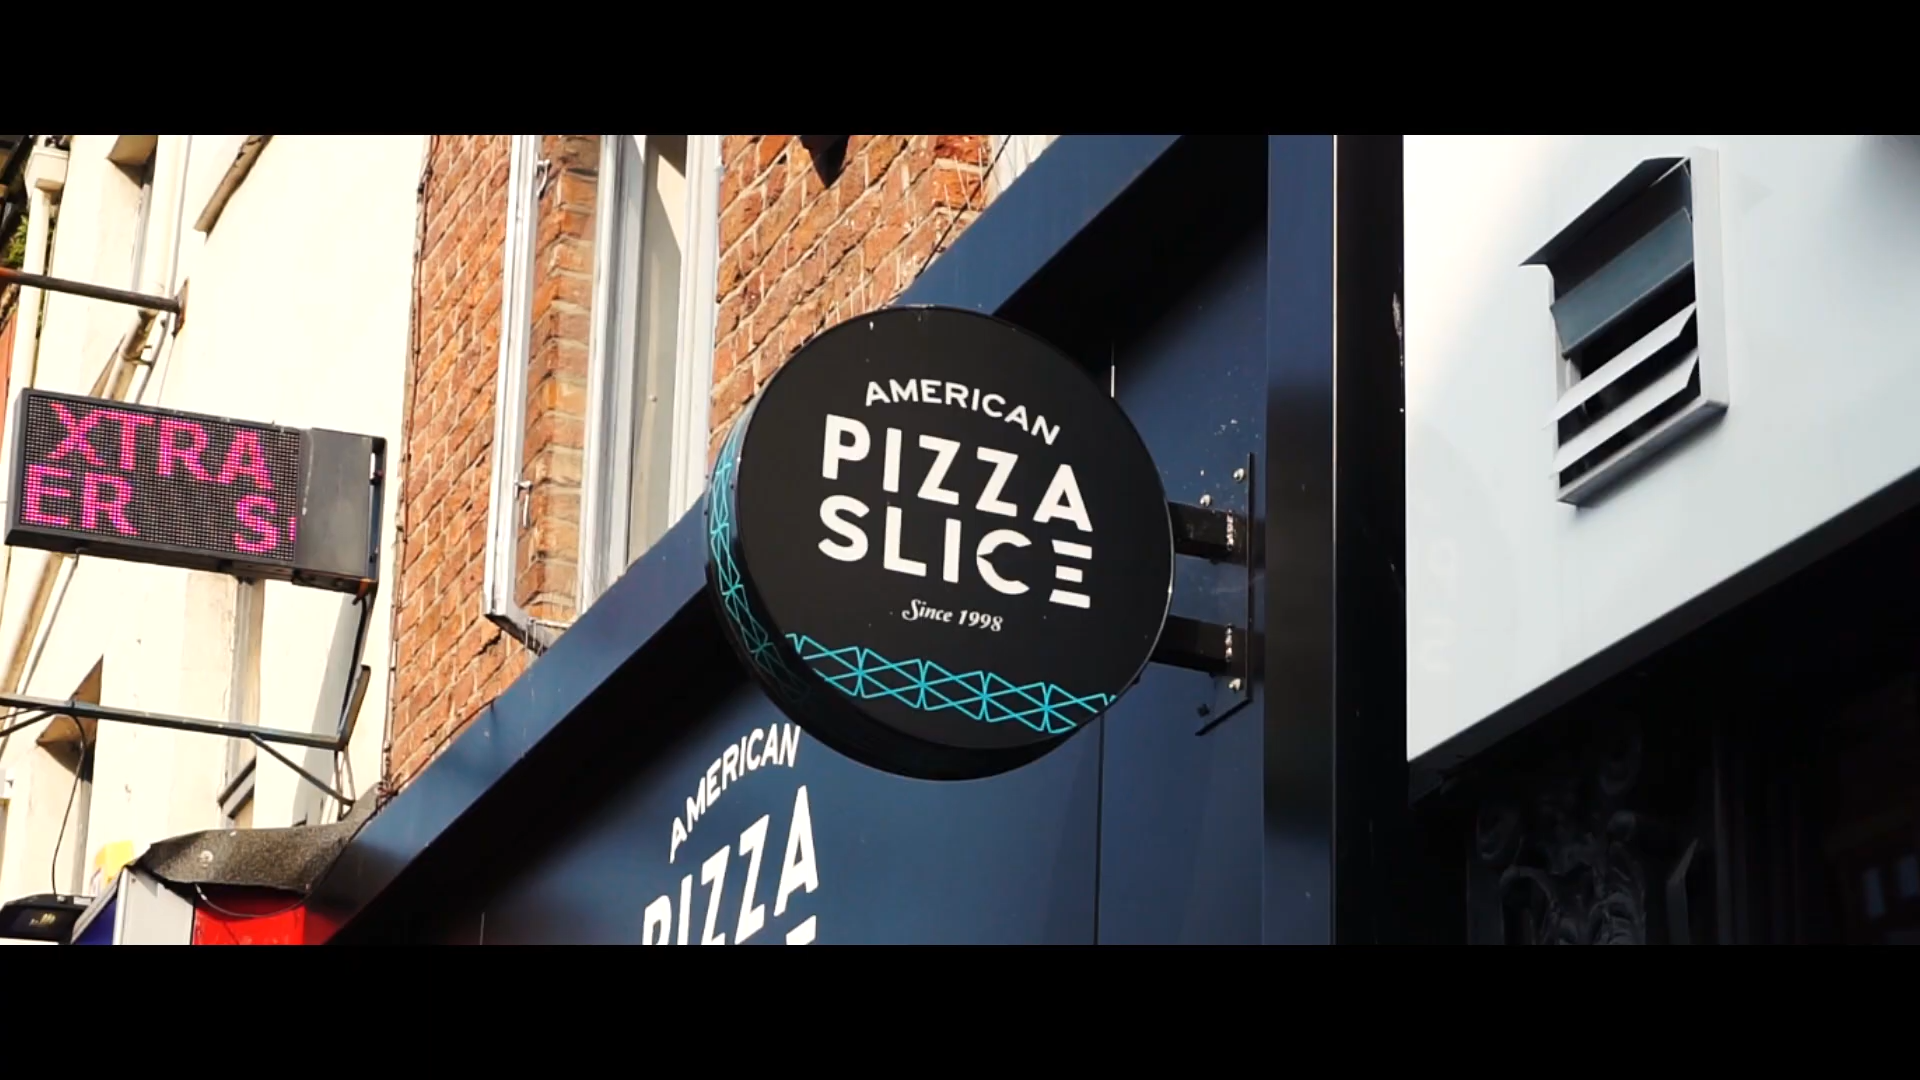 XTRA
ER S
AMERICAN
PIZZA
SLICE
Since 1998
AMERICAN
PIZZA